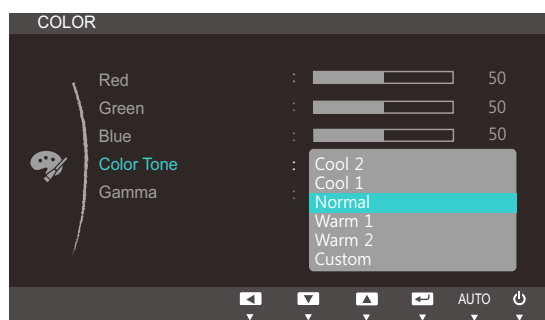 COLOR
Red : 50
Green : 50
Blue : 50
Color Tone : Cool 2
Cool 1
Gamma : Normal
Warm 1
Warm 2
Custom
AUTO